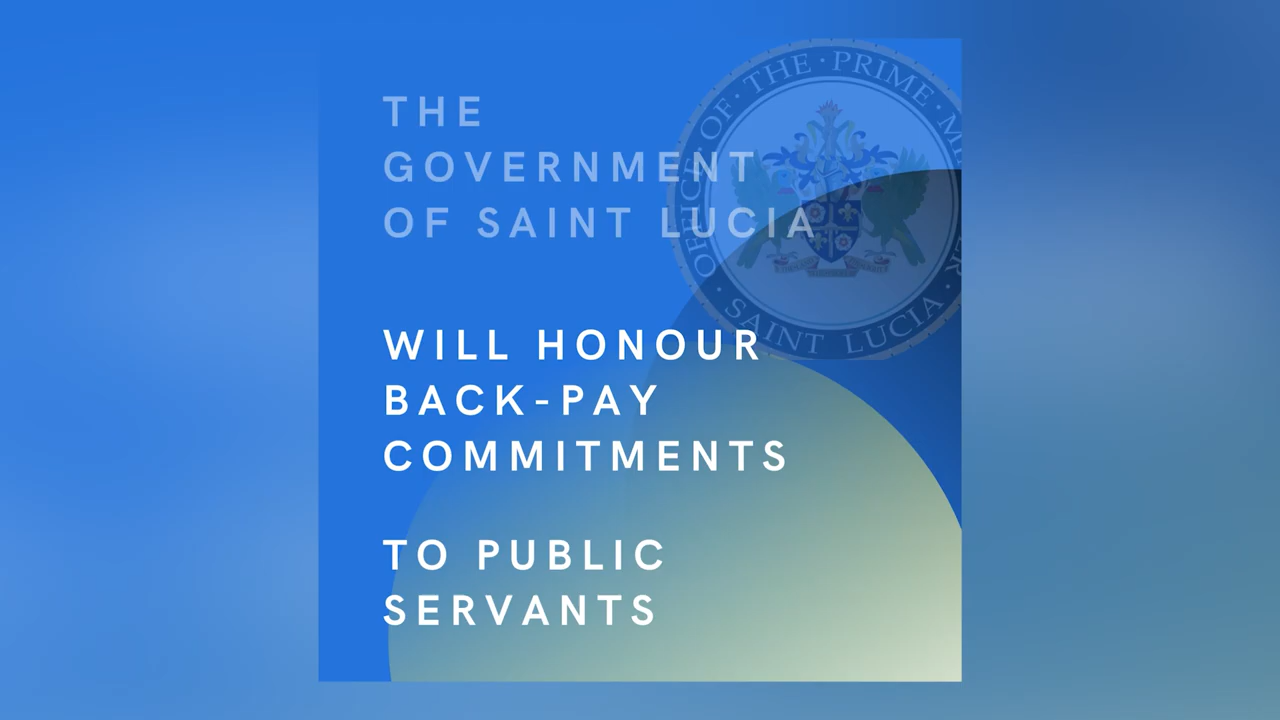 THE
GOVERNMENT
OF SAINT LUCIA
OFFICE OF · THE · PRIME
SAINT LUCIA
WILL HONOUR
BACK-PAY
COMMITMENTS
TO PUBLIC
SERVANTS